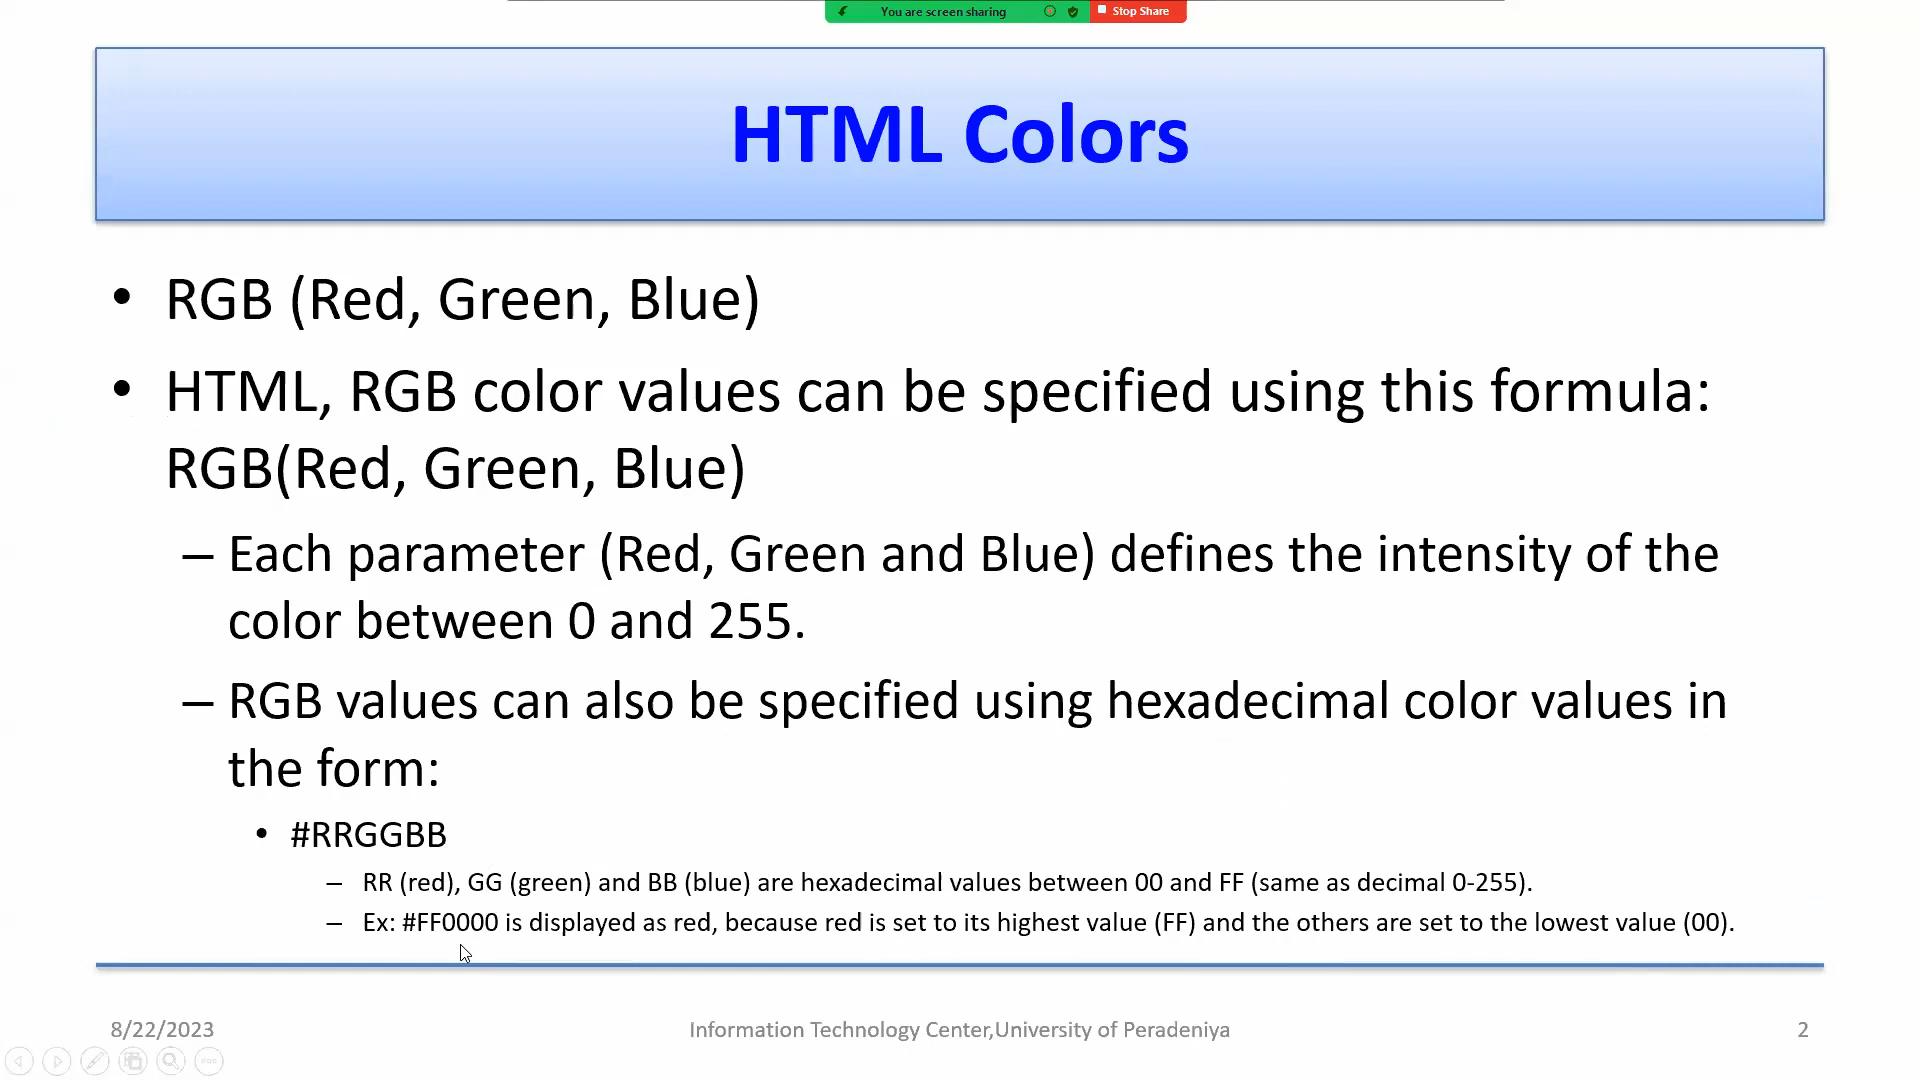 You are screen sharing
Stop Share
HTML Colors
• RGB (Red, Green, Blue)
• HTML, RGB color values can be specified using this formula:
RGB(Red, Green, Blue)
– Each parameter (Red, Green and Blue) defines the intensity of the
color between 0 and 255.
– RGB values can also be specified using hexadecimal color values in
the form:
• #RRGGBB
– RR (red), GG (green) and BB (blue) are hexadecimal values between 00 and FF (same as decimal 0-255).
– Ex: #FF0000 is displayed as red, because red is set to its highest value (FF) and the others are set to the lowest value (00).
8/22/2023
Information Technology Center,University of Peradeniya
2